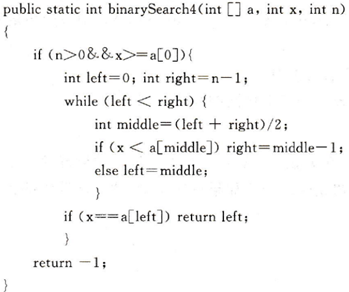 public static int binarySearch4(int [] a, int x, int n)
{
if (n>0&&x>=a[0]){
int left=0; int right=n-1;
while (left < right) {
int middle=(left + right)/2;
if (x < a[middle]) right=middle-1;
else left=middle;
}
if (x==a[left]) return left;
}
return -1;
}